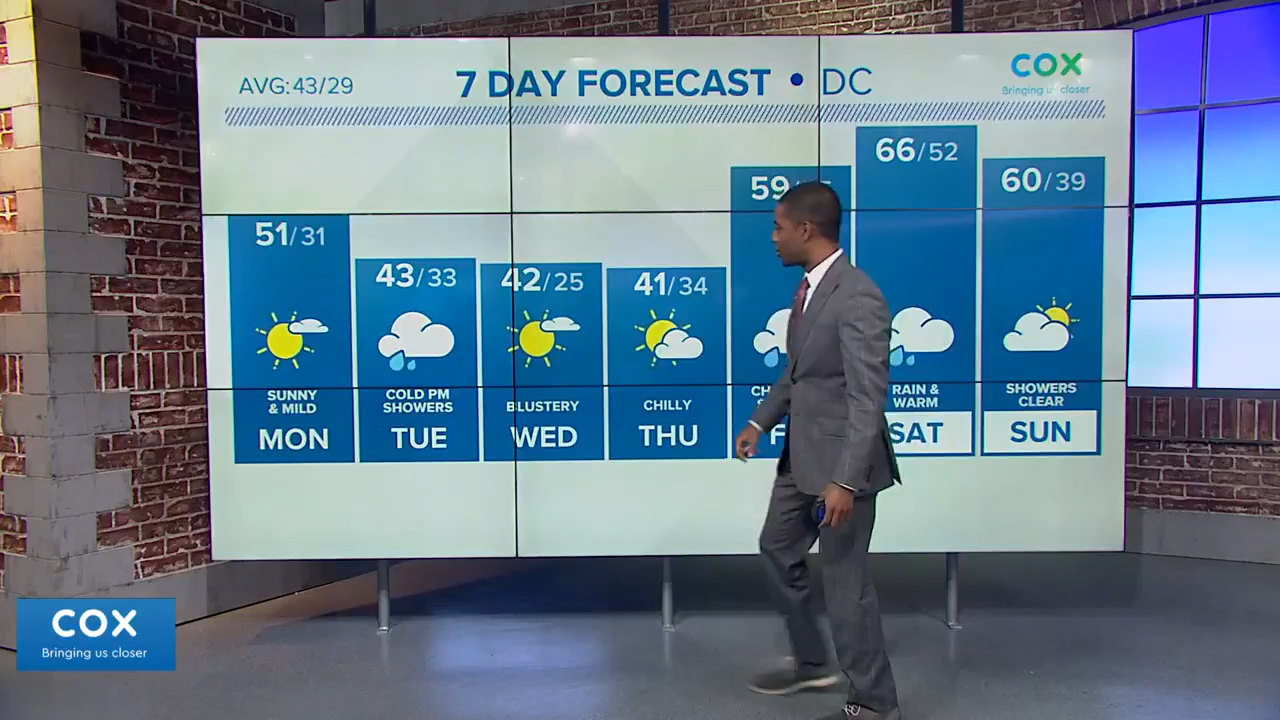 AVG: 43/29
7 DAY FORECAST • DC
COX
Bringing us closer
51/31
SUNNY
& MILD
MON
43/33
COLD PM
SHOWERS
TUE
42/25
BLUSTERY
WED
41/34
CHILLY
THU
59
66/52
RAIN &
WARM
SAT
60/39
SHOWERS
CLEAR
SUN
COX
Bringing us closer